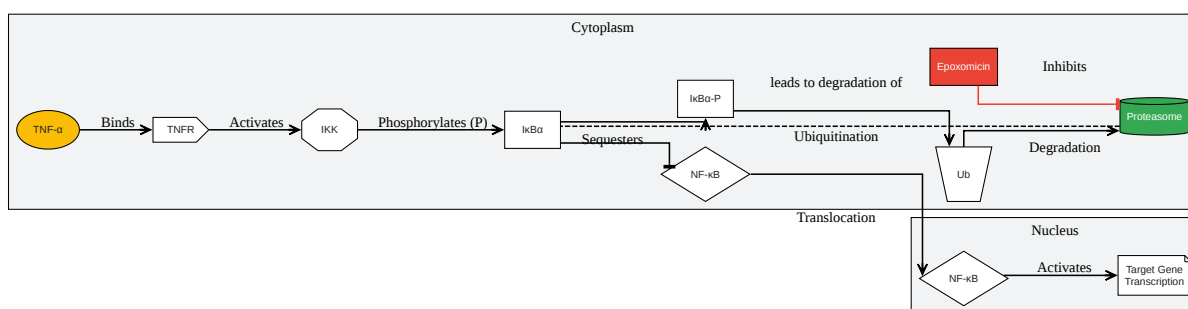 Cytoplasm
Epoxomicin
Inhibits
leads to degradation of
IκBα-P
Proteasome
TNF-α
Binds
TNFR
Activates
IKK
Phosphorylates (P)
IκBα
Sequesters
Ubiquitination
Degradation
NF-κB
Ub
Translocation
Nucleus
NF-κB
Activates
Target Gene
Transcription